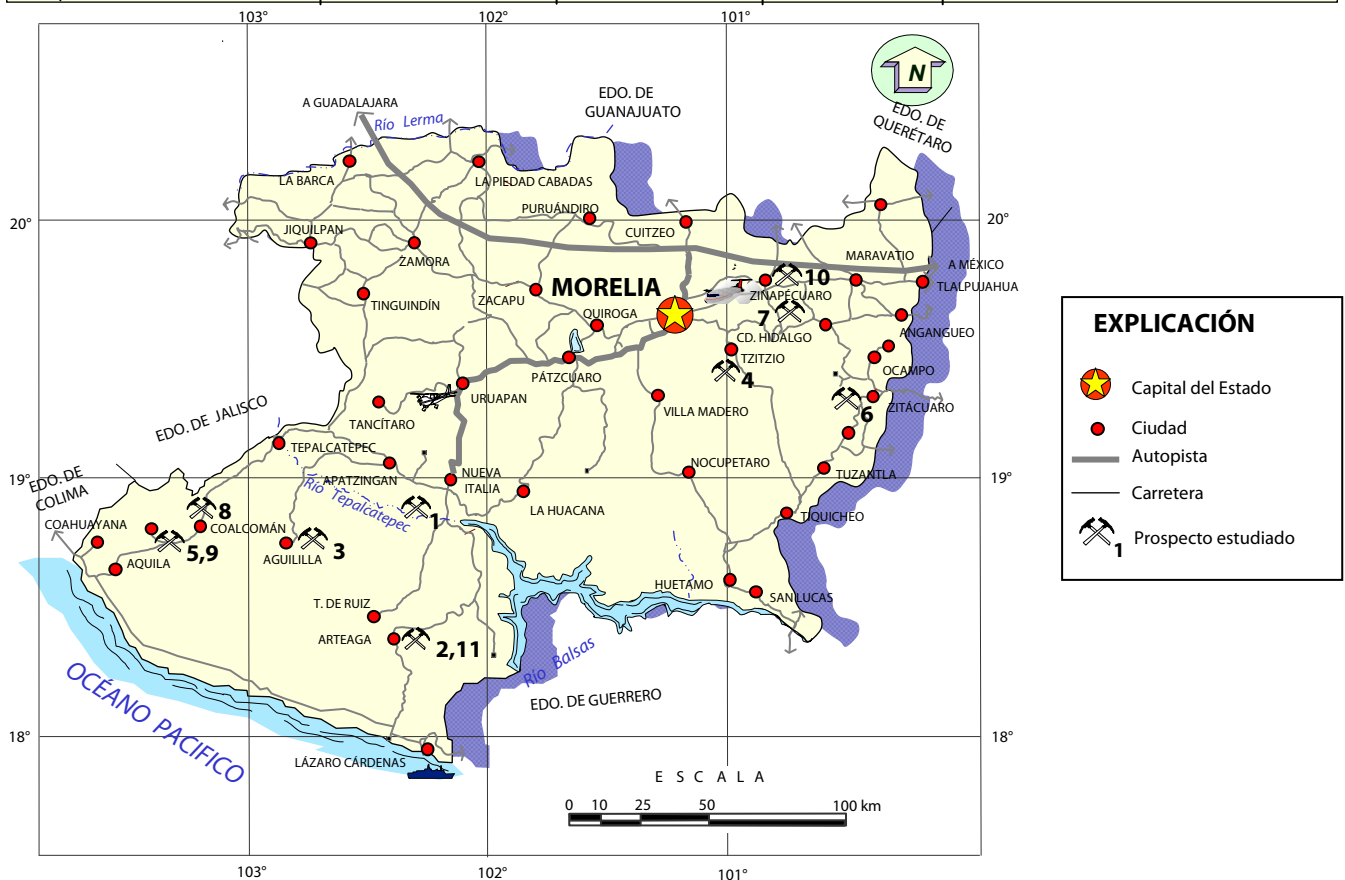 103°
102°
101°
N
A GUADALAJARA
Río Lerma
EDO. DE
GUANAJUATO
EDO. DE
QUERÉTARO
LA BARCA
LA PIEDAD CABADAS
PURUÁNDIRO
20°
20°
JIQUILPAN
CUITZEO
ZAMORA
MARAVATIO
A MÉXICO
TINGUINDÍN
ZACAPU
MORELIA
ZINAPÉCUARO
10
TLALPUJAHUA
QUIROGA
7
ANGANGUEO
CD. HIDALGO
TZITZIO
PÁTZCUARO
4
OCAMPO
URUAPAN
VILLA MADERO
6
ZITÁCUARO
EDO. DE JALISCO
TANCÍTARO
TEPALCATEPEC
NOCUPETARO
TUZANTLA
EDO. DE
COLIMA
APATZINGAN
NUEVA
ITALIA
19°
19°
Río Tepalcatepec
LA HUACANA
8
1
TIQUICHEO
COAHUAYANA
COALCOMÁN
5,9
AQUILA
AGUILILLA
3
HUETAMO
SAN LUCAS
T. DE RUIZ
ARTEAGA
2,11
Río Balsas
OCÉANO PACIFICO
EDO. DE GUERRERO
18°
18°
LÁZARO CÁRDENAS
E S C A L A
0 10 25 50 100 km
103°
102°
101°
EXPLICACIÓN
Capital del Estado
Ciudad
Autopista
Carretera
1 Prospecto estudiado